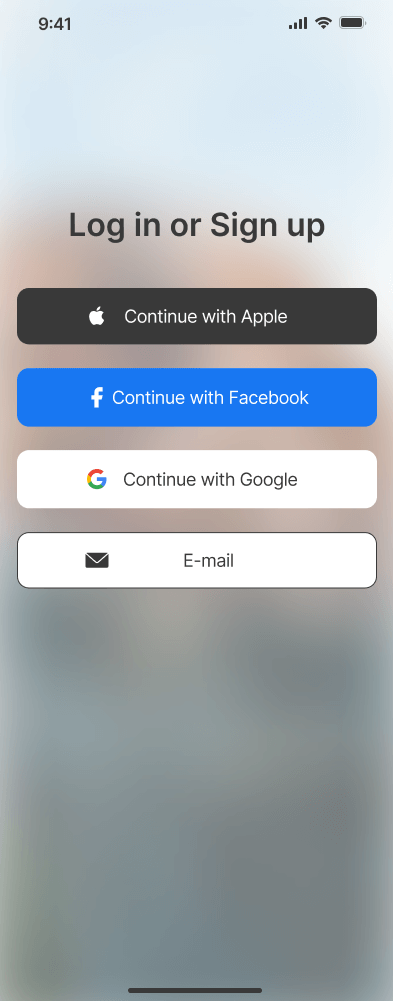 9:41
Log in or Sign up
Continue with Apple
Continue with Facebook
Continue with Google
E-mail